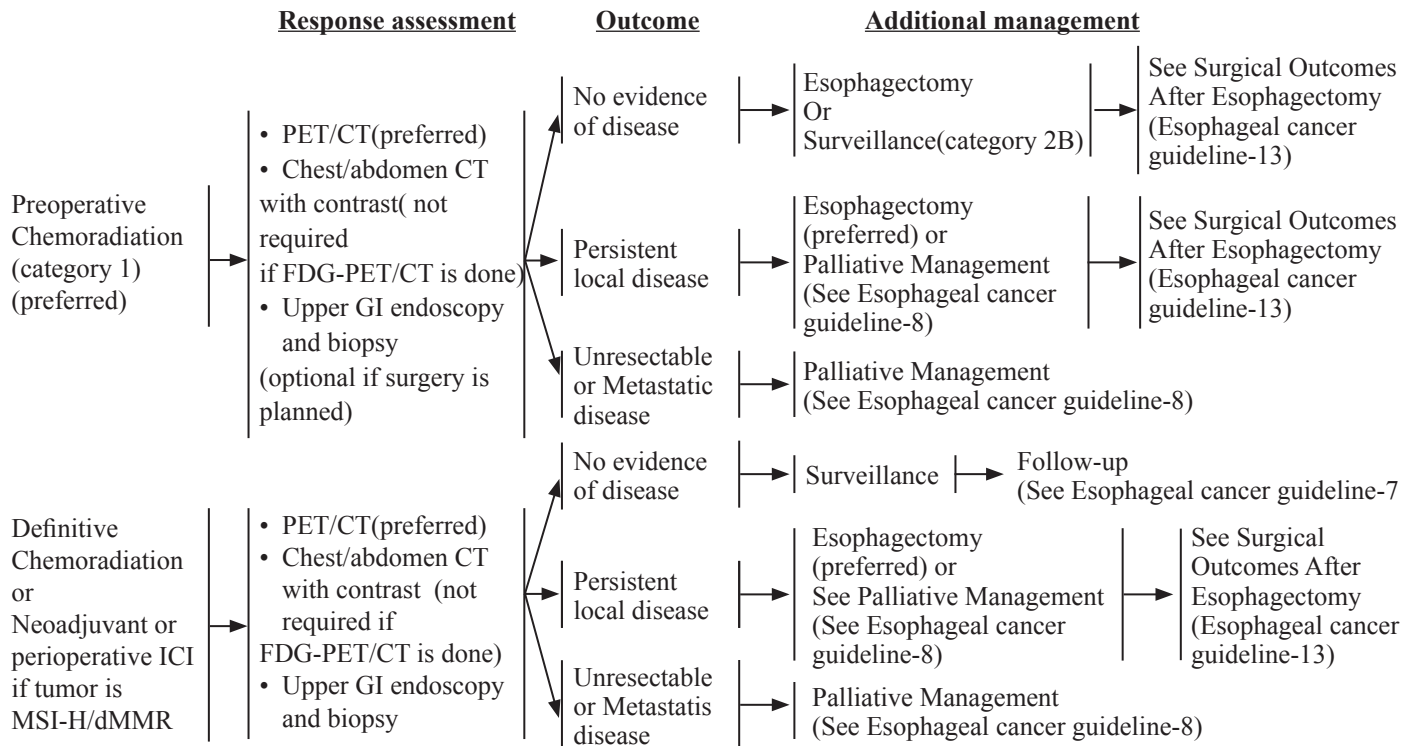 Response assessment
Outcome
Additional management
Preoperative
Chemoradiation
(category 1)
(preferred)
• PET/CT(preferred)
• Chest/abdomen CT
with contrast( not
required
if FDG-PET/CT is done)
• Upper GI endoscopy
and biopsy
(optional if surgery is
planned)
No evidence
of disease
Esophagectomy
Or
Surveillance(category 2B)
See Surgical Outcomes
After Esophagectomy
(Esophageal cancer
guideline-13)
Persistent
local disease
Esophagectomy
(preferred) or
Palliative Management
(See Esophageal cancer
guideline-8)
See Surgical Outcomes
After Esophagectomy
(Esophageal cancer
guideline-13)
Unresectable
or Metastatic
disease
Palliative Management
(See Esophageal cancer guideline-8)
Definitive
Chemoradiation
or
Neoadjuvant or
perioperative ICI
if tumor is
MSI-H/dMMR
• PET/CT(preferred)
• Chest/abdomen CT
with contrast (not
required if
FDG-PET/CT is done)
• Upper GI endoscopy
and biopsy
No evidence
of disease
Surveillance
Follow-up
(See Esophageal cancer guideline-7
Persistent
local disease
Esophagectomy
(preferred) or
See Palliative Management
(See Esophageal cancer
guideline-8)
See Surgical
Outcomes After
Esophagectomy
(Esophageal cancer
guideline-13)
Unresectable
or Metastatis
disease
Palliative Management
(See Esophageal cancer guideline-8)